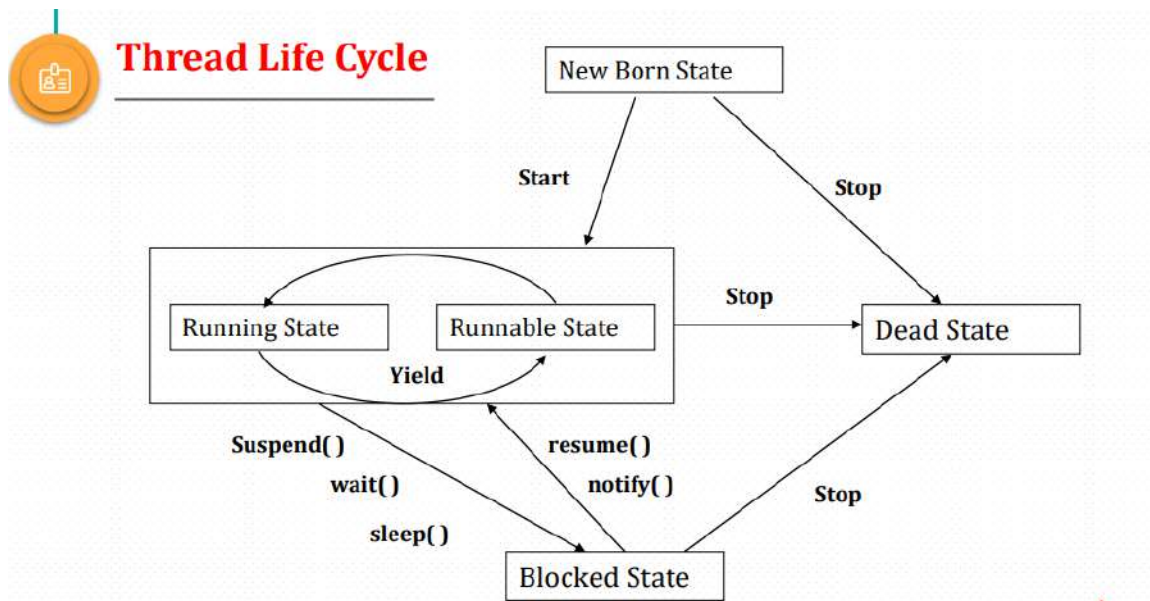 Thread Life Cycle
New Born State
Start
Stop
Running State
Runnable State
Stop
Dead State
Yield
Suspend( )
resume( )
wait( )
notify( )
Stop
sleep( )
Blocked State